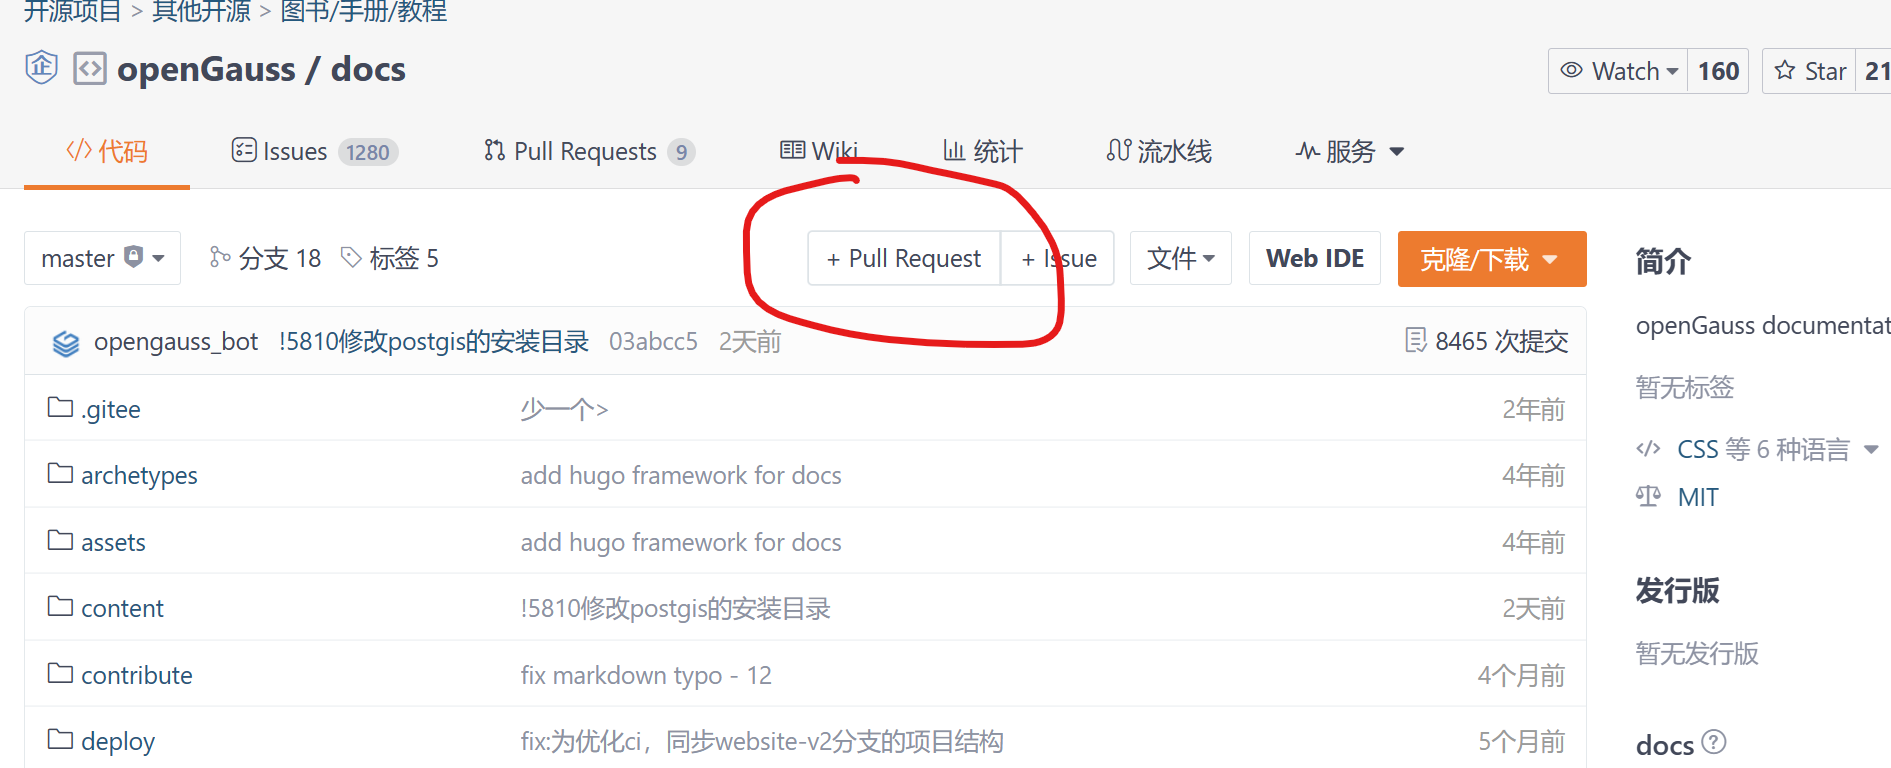 开源项目 > 其他开源 > 图书/手册/教程
企 openGauss / docs
Watch 160 Star 21
代码 Issues 1280 Pull Requests 9 Wiki 统计 流水线 服务
master 分支 18 标签 5 + Pull Request + Issue 文件 Web IDE 克隆/下载
opengauss_bot !5810修改postgis的安装目录 03abcc5 2天前 8465 次提交
.gitee 少一个> 2年前
archetypes add hugo framework for docs 4年前
assets add hugo framework for docs 4年前
content !5810修改postgis的安装目录 2天前
contribute fix markdown typo - 12 4个月前
deploy fix:为优化ci，同步website-v2分支的项目结构 5个月前
简介
openGauss documentat
暂无标签
CSS 等 6 种语言
MIT
发行版
暂无发行版
docs ?